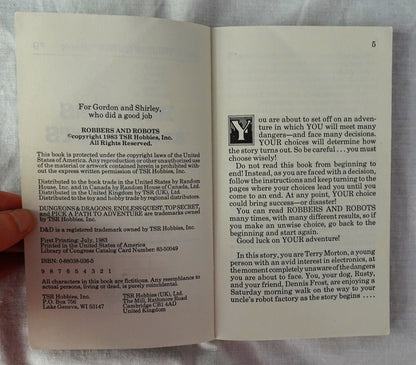 For Gordon and Shirley,
who did a good job
ROBBERS AND ROBOTS
©copyright 1983 TSR Hobbies, Inc.
All Rights Reserved.
This book is protected under the copyright laws of the United
States of America. Any reproduction or other unauthorized use
of the material or artwork contained herein is prohibited with-
out the express written permission of TSR Hobbies, Inc.
Distributed to the book trade in the United States by Random
House, Inc. and in Canada by Random House of Canada, Ltd.
Distributed in the United Kingdom by TSR (UK), Ltd.
Distributed to the toy and hobby trade by regional distributors.
DUNGEONS & DRAGONS, ENDLESS QUEST, TOP SECRET,
and PICK A PATH TO ADVENTURE are trademarks owned
by TSR Hobbies, Inc.
D&D is a registered trademark owned by TSR Hobbies, Inc.
First Printing: July, 1983
Printed in the United States of America
Library of Congress Catalog Card Number: 83-50049
ISBN: 0-88038-036-5
9 8 7 6 5 4 3 2 1
All characters in this book are fictitious. Any resemblance to
actual persons, living or dead, is purely coincidental.
TSR Hobbies, Inc.
P.O. Box 756
Lake Geneva, WI 53147
TSR Hobbies (UK), Ltd.
The Mill, Rathmore Road
Cambridge CB1 4AD
United Kingdom
5
You are about to set off on an adven-
ture in which YOU will meet many
dangers—and face many decisions.
YOUR choices will determine how
the story turns out. So be careful . . . you must
choose wisely!
Do not read this book from beginning to
end! Instead, as you are faced with a decision,
follow the instructions and keep turning to the
pages where your choices lead you until you
come to an end. At any point, YOUR choice
could bring success—or disaster!
You can read ROBBERS AND ROBOTS
many times, with many different results, so if
you make an unwise choice, go back to the
beginning and start again.
Good luck on YOUR adventure!
In this story, you are Terry Morton, a young
person with an avid interest in electronics, at
the moment completely unaware of the dangers
you are about to face. You, your dog, Rusty,
and your friend, Dennis Frost, are enjoying a
Saturday morning walk on the way to your
uncle's robot factory as the story begins . . . .